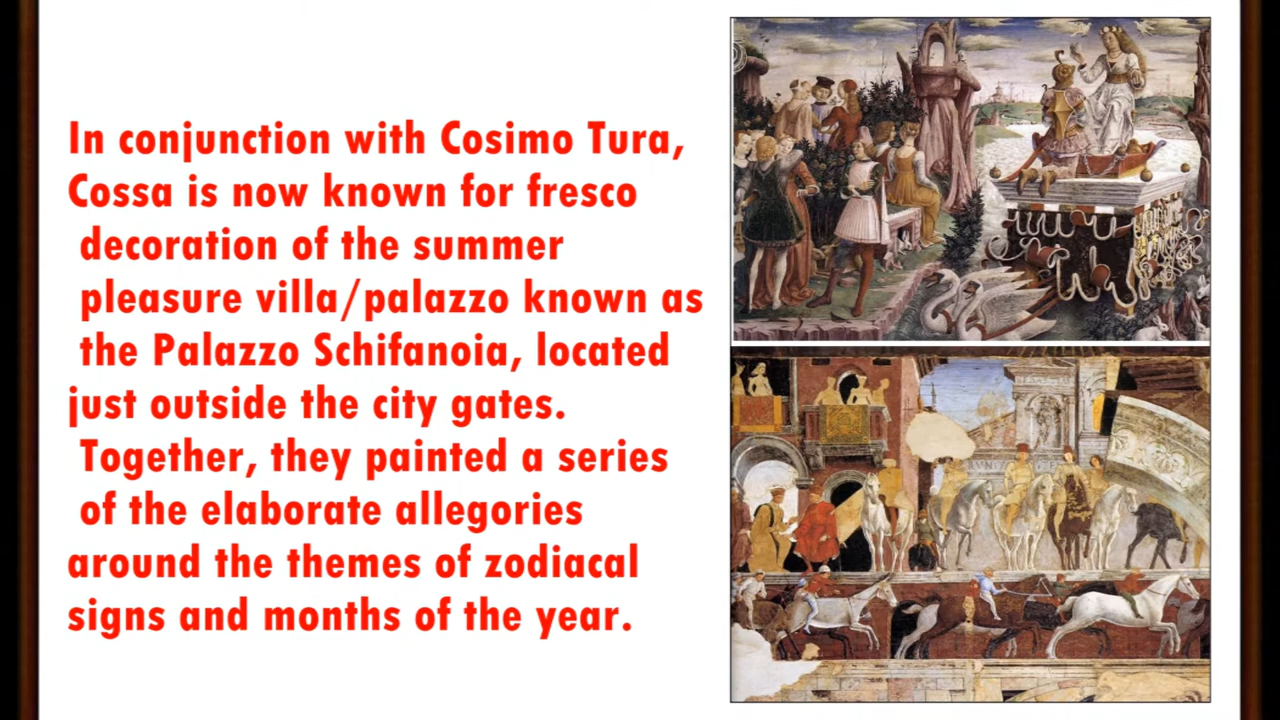 In conjunction with Cosimo Tura,
Cossa is now known for fresco
decoration of the summer
pleasure villa/palazzo known as
the Palazzo Schifanoia, located
just outside the city gates.
Together, they painted a series
of the elaborate allegories
around the themes of zodiacal
signs and months of the year.